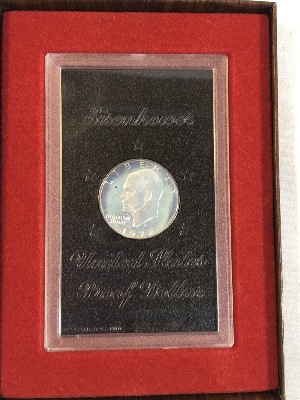 Eisenhower
LIBERTY
IN GOD WE
TRUST
United States
Proof Dollar